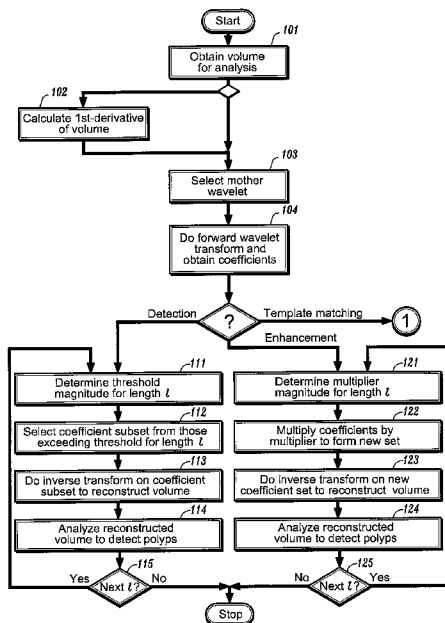 Start
101
Obtain volume
for analysis
102
Calculate 1st-derivative
of volume
103
Select mother
wavelet
104
Do forward wavelet
transform and
obtain coefficients
Detection
?
Template matching
1
Enhancement
111
Determine threshold
magnitude for length l
112
Select coefficient subset from those
exceeding threshold for length l
113
Do inverse transform on coefficient
subset to reconstruct volume
114
Analyze reconstructed
volume to detect polyps
115
Yes
Next l?
No
121
Determine multiplier
magnitude for length l
122
Multiply coefficients by
multiplier to form new set
123
Do inverse transform on new
coefficient set to reconstruct volume
124
Analyze reconstructed
volume to detect polyps
125
No
Next l?
Yes
Stop